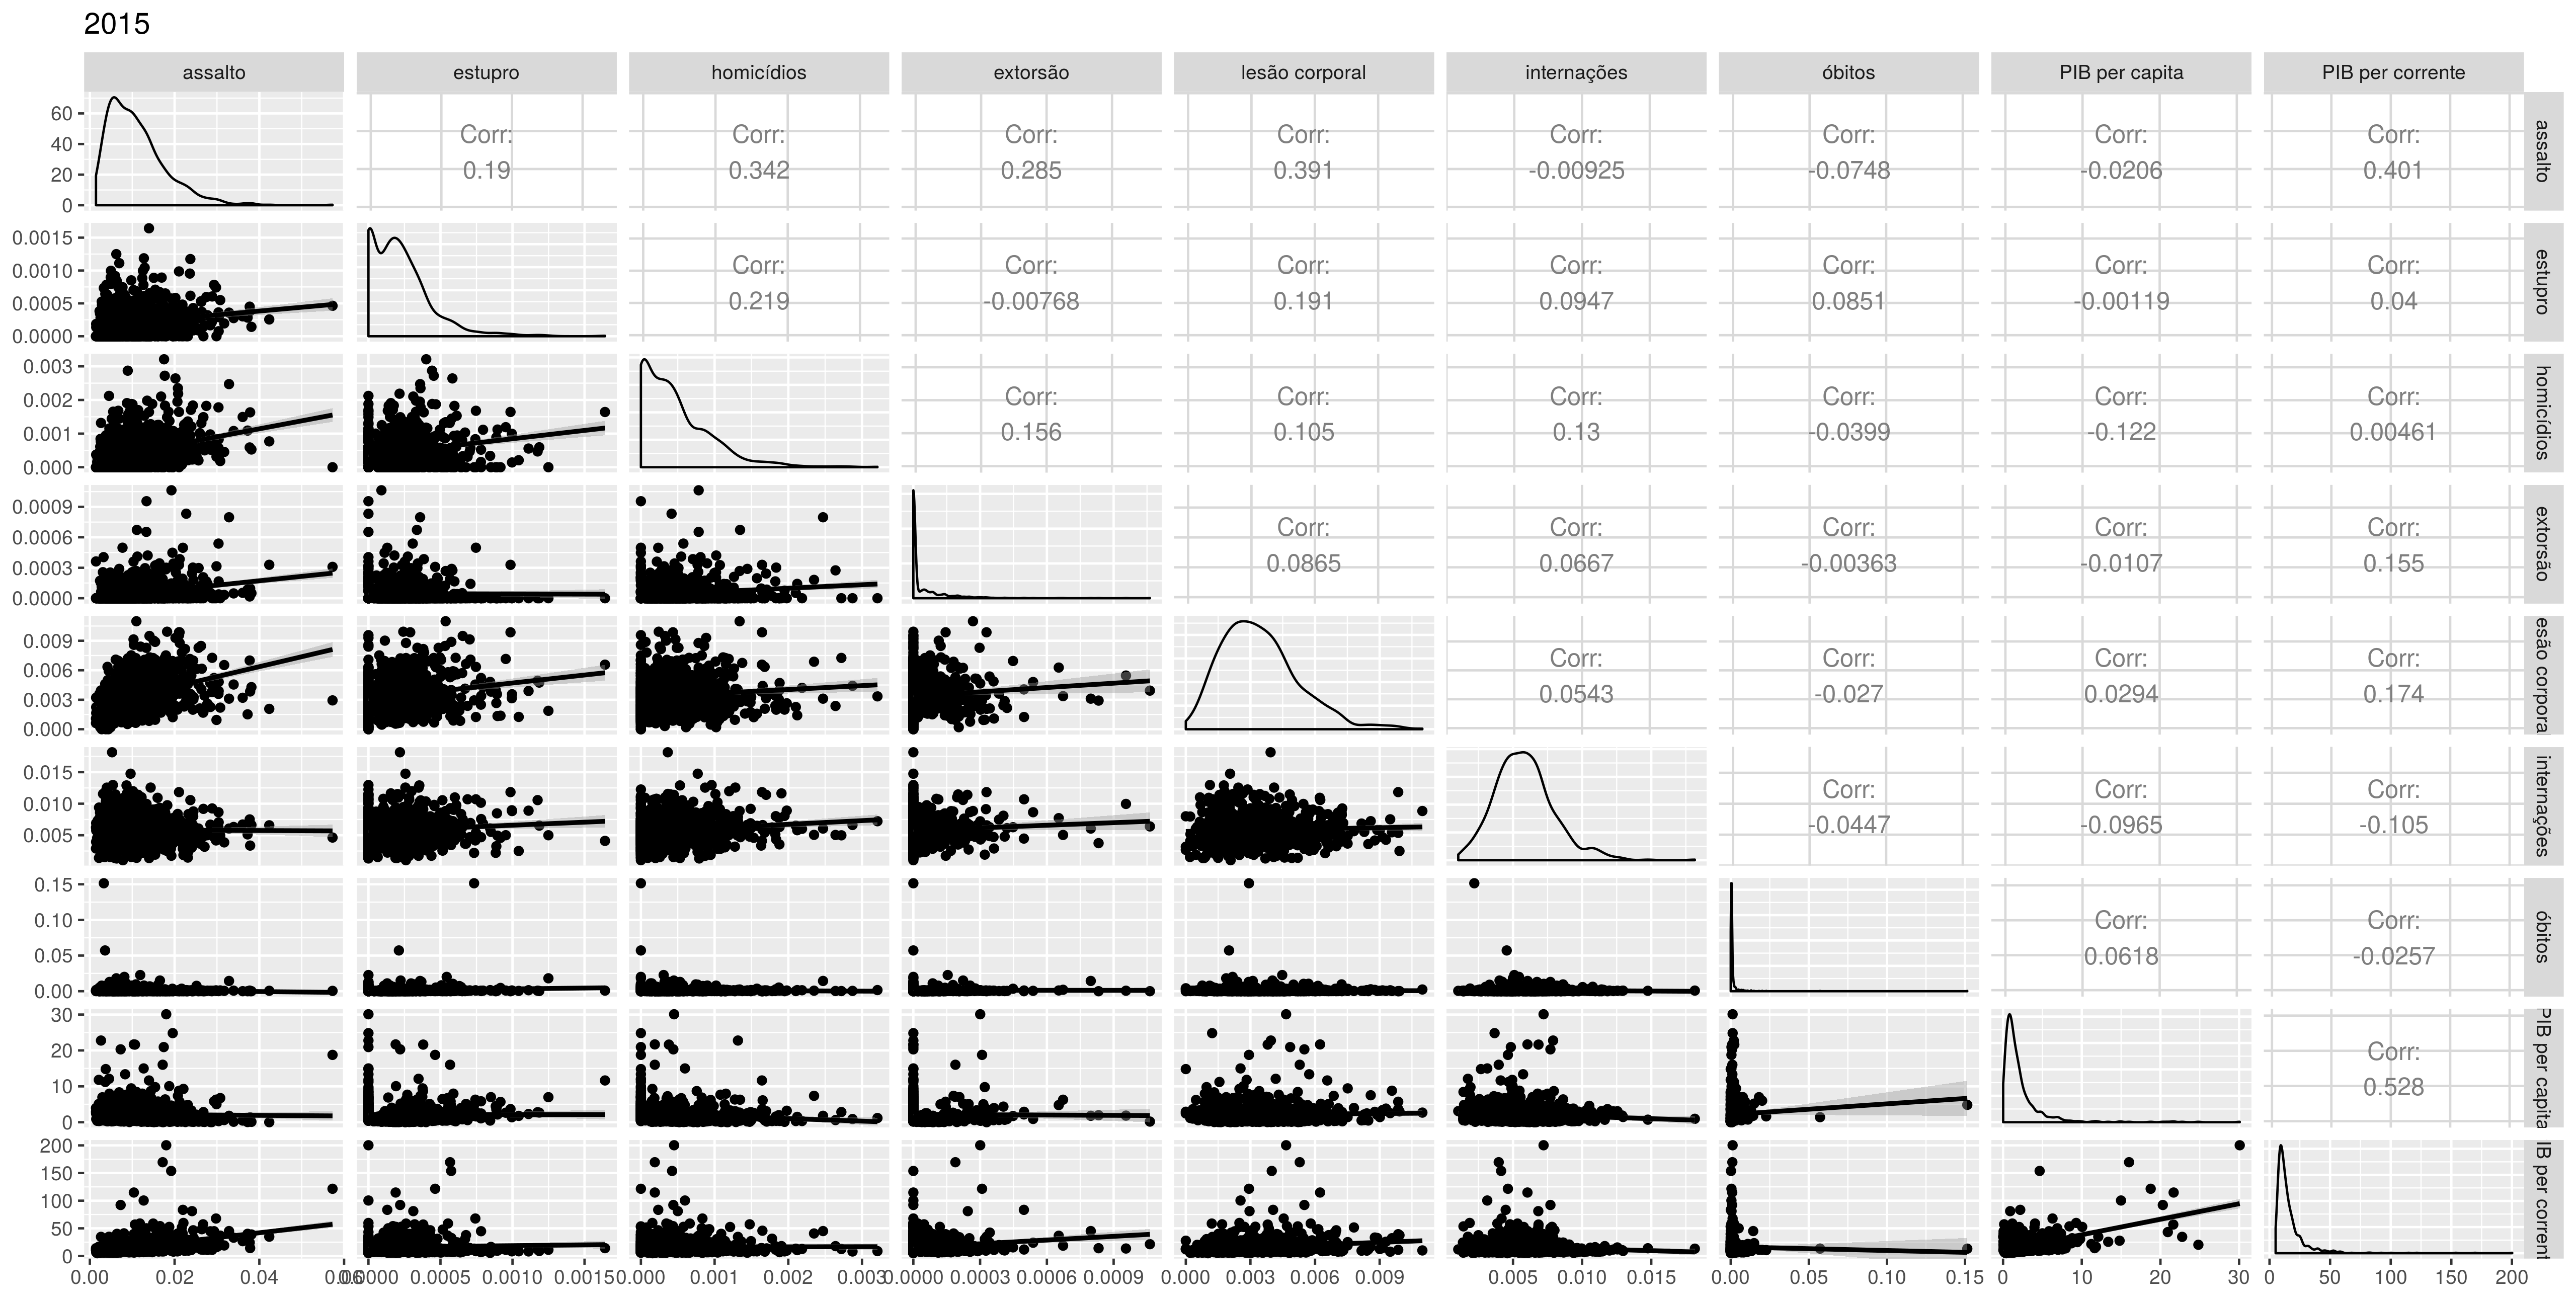 2015
assalto estupro homicídios extorsão lesão corporal internações óbitos PIB per capita PIB per corrente
60
40
20
0
Corr:
0.19
Corr:
0.342
Corr:
0.285
Corr:
0.391
Corr:
-0.00925
Corr:
-0.0748
Corr:
-0.0206
Corr:
0.401
assalto
0.0015
0.0010
0.0005
0.0000
Corr:
0.219
Corr:
-0.00768
Corr:
0.191
Corr:
0.0947
Corr:
0.0851
Corr:
-0.00119
Corr:
0.04
estupro
0.003
0.002
0.001
0.000
Corr:
0.156
Corr:
0.105
Corr:
0.13
Corr:
-0.0399
Corr:
-0.122
Corr:
0.00461
homicídios
0.0009
0.0006
0.0003
0.0000
Corr:
0.0865
Corr:
0.0667
Corr:
-0.00363
Corr:
-0.0107
Corr:
0.155
extorsão
0.009
0.006
0.003
0.000
Corr:
0.0543
Corr:
-0.027
Corr:
0.0294
Corr:
0.174
esão corpora
0.015
0.010
0.005
Corr:
-0.0447
Corr:
-0.0965
Corr:
-0.105
internações
0.15
0.10
0.05
0.00
Corr:
0.0618
Corr:
-0.0257
óbitos
30
20
10
0
Corr:
0.528
PIB per capita
200
150
100
50
0
IB per corrent
0.00 0.02 0.04 0.06
0.0000 0.0005 0.0010 0.0015
0.000 0.001 0.002 0.003
0.0000 0.0003 0.0006 0.0009
0.000 0.003 0.006 0.009
0.005 0.010 0.015
0.00 0.05 0.10 0.15
0 10 20 30
0 50 100 150 200